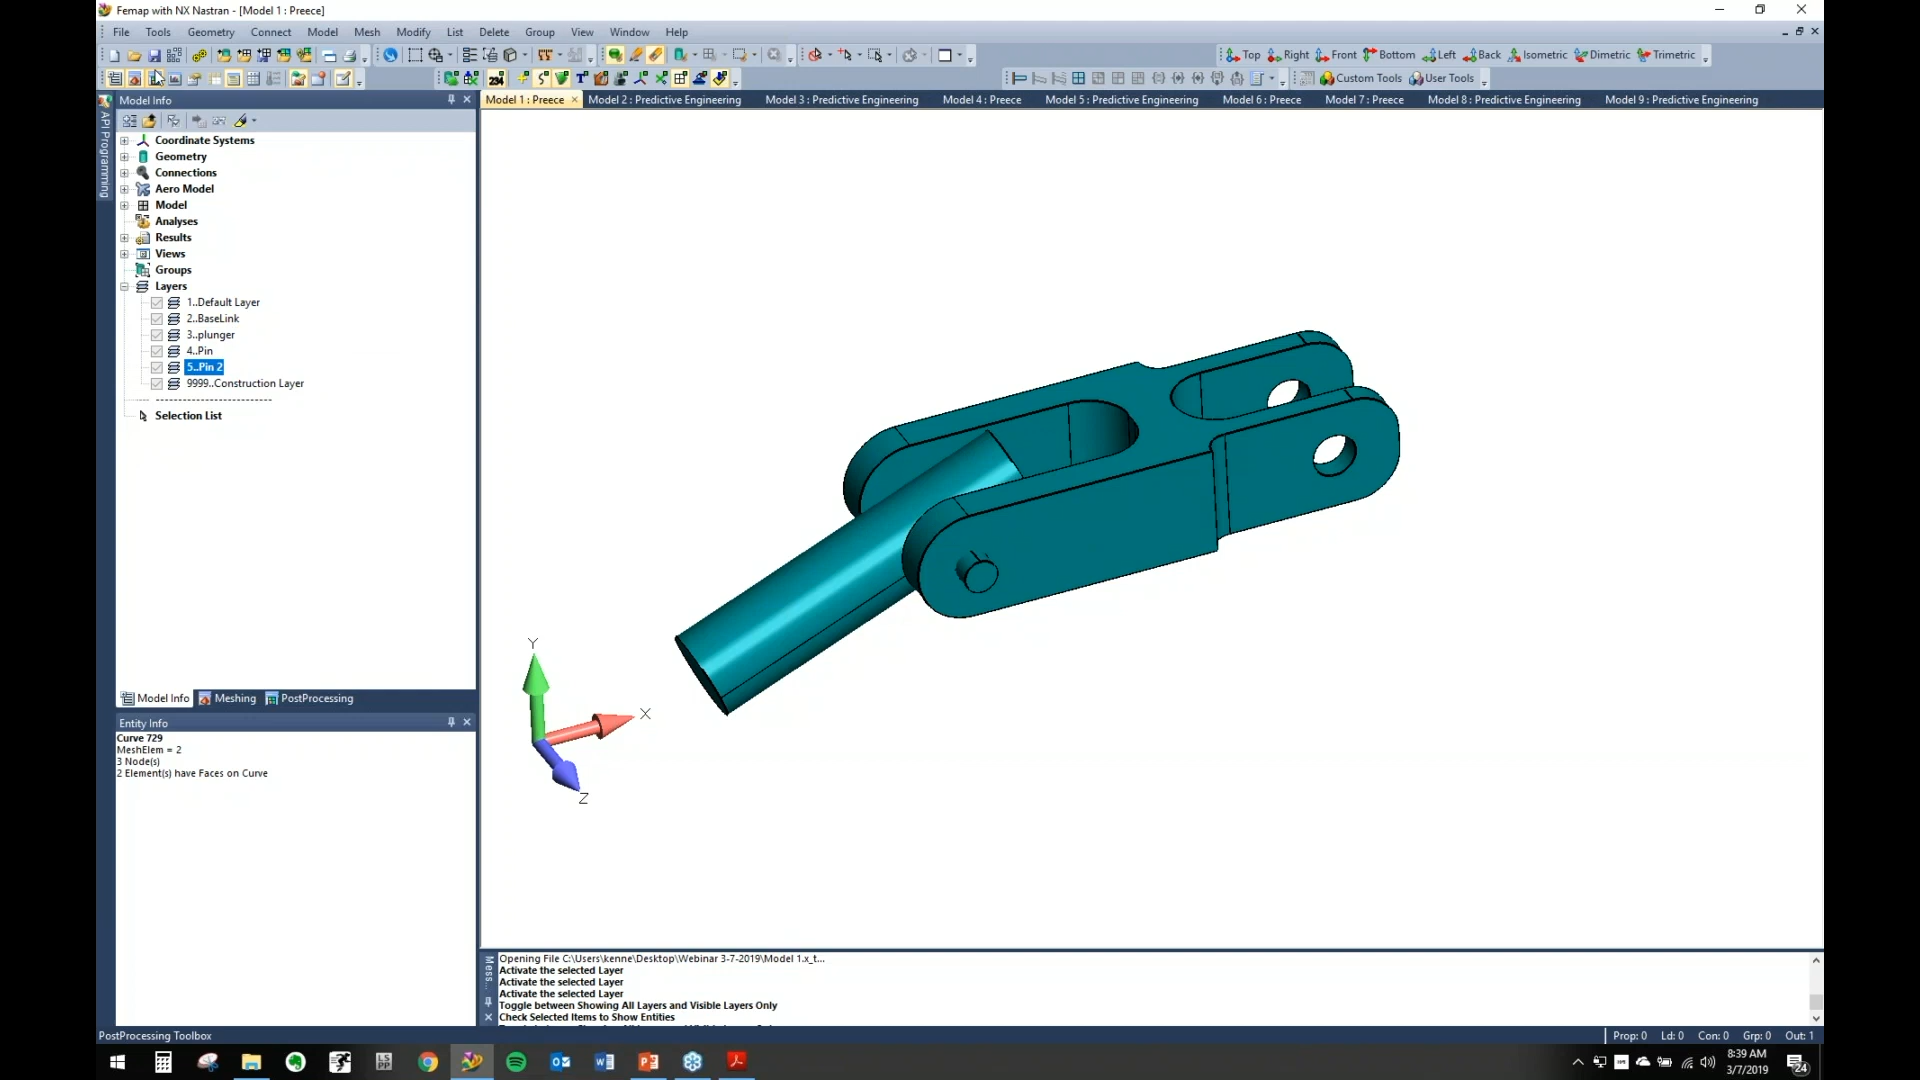 Femap with NX Nastran - [Model 1 : Preece]
File Tools Geometry Connect Model Mesh Modify List Delete Group View Window Help
Top Right Front Bottom Left Back Isometric Dimetric Trimetric
234 Custom Tools User Tools
Model Info
Model 1 : Preece Model 2 : Predictive Engineering Model 3 : Predictive Engineering Model 4 : Preece Model 5 : Predictive Engineering Model 6 : Preece Model 7 : Preece Model 8 : Predictive Engineering Model 9 : Predictive Engineering
API Programming
Coordinate Systems
Geometry
Connections
Aero Model
Model
Analyses
Results
Views
Groups
Layers
1..Default Layer
2..BaseLink
3..plunger
4..Pin
5..Pin 2
9999..Construction Layer
Selection List
Y
X
Z
Model Info Meshing PostProcessing
Entity Info
Curve 729
MeshElem = 2
3 Node(s)
2 Element(s) have Faces on Curve
Mess...
Opening File C:\Users\kenne\Desktop\Webinar 3-7-2019\Model 1.x_t...
Activate the selected Layer
Activate the selected Layer
Activate the selected Layer
Toggle between Showing All Layers and Visible Layers Only
Check Selected Items to Show Entities
PostProcessing Toolbox
Prop: 0 Ld: 0 Con: 0 Grp: 0 Out: 1
8:39 AM
3/7/2019
24